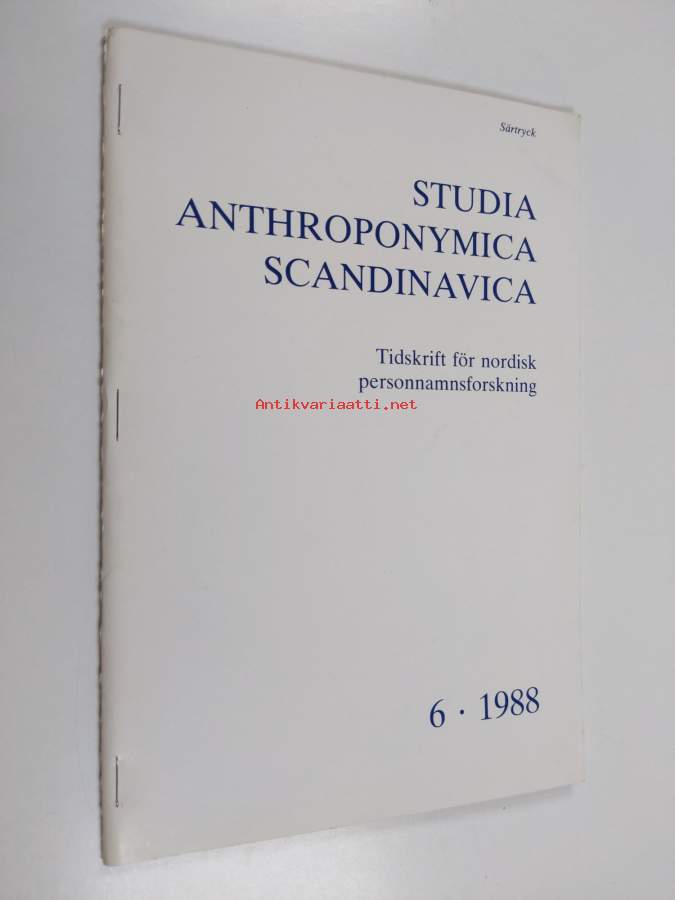 Särtryck
STUDIA
ANTHROPONYMICA
SCANDINAVICA
Tidskrift för nordisk
personnamnsforskning
Antikvariaatti.net
6 · 1988